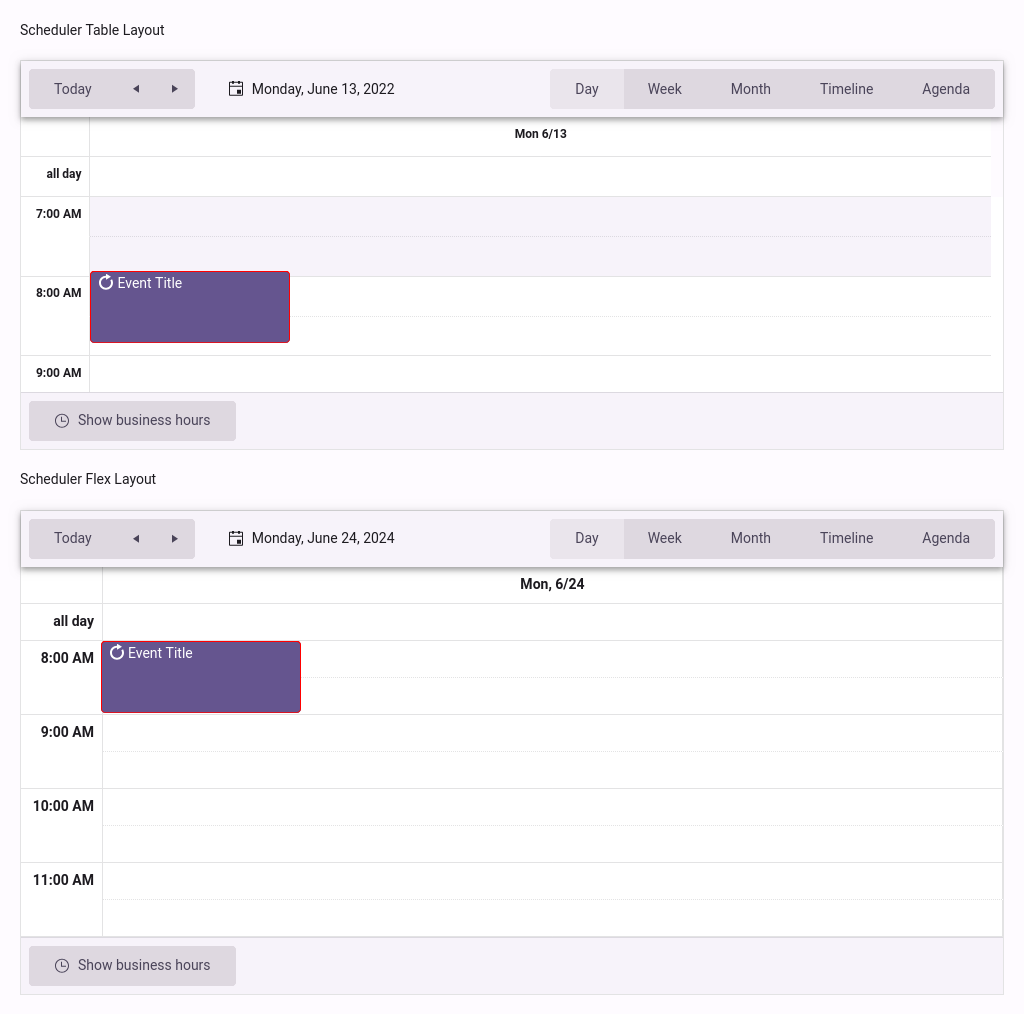 Scheduler Table Layout
Today Monday, June 13, 2022 Day Week Month Timeline Agenda
Mon 6/13
all day
7:00 AM
Event Title
8:00 AM
9:00 AM
Show business hours
Scheduler Flex Layout
Today Monday, June 24, 2024 Day Week Month Timeline Agenda
Mon, 6/24
all day
8:00 AM Event Title
9:00 AM
10:00 AM
11:00 AM
Show business hours